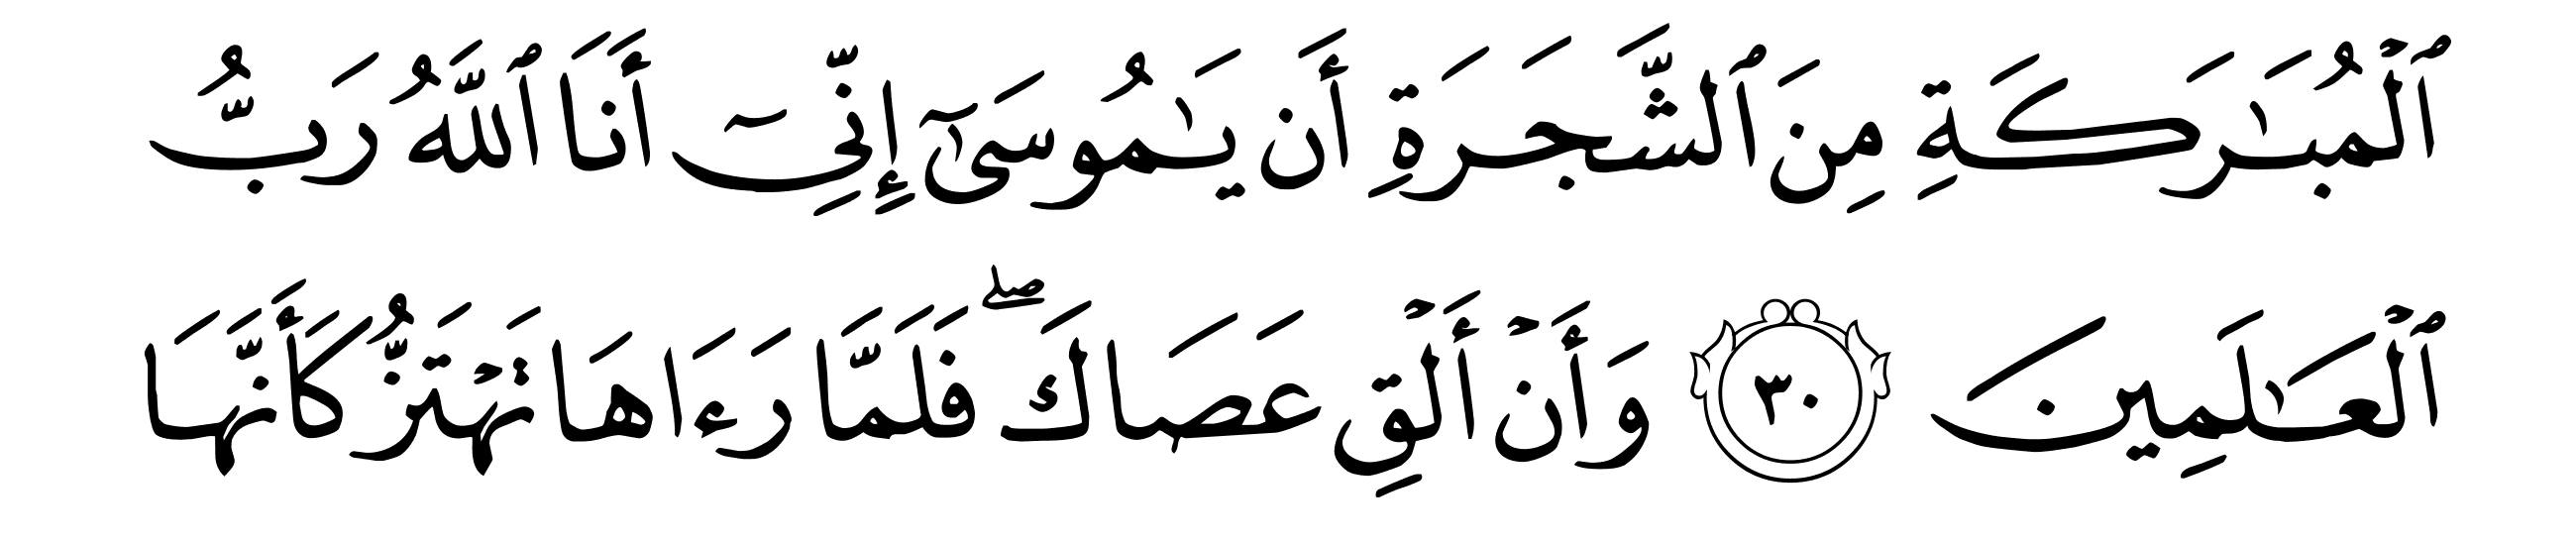 ٱلْمُبَٰرَكَةِ مِنَ ٱلشَّجَرَةِ أَن يَٰمُوسَىٰٓ إِنِّىٓ أَنَا ٱللَّهُ رَبُّ
ٱلْعَٰلَمِينَ ٣٠ وَأَنْ أَلْقِ عَصَاكَ ۖ فَلَمَّا رَءَاهَا تَهْتَزُّ كَأَنَّهَا